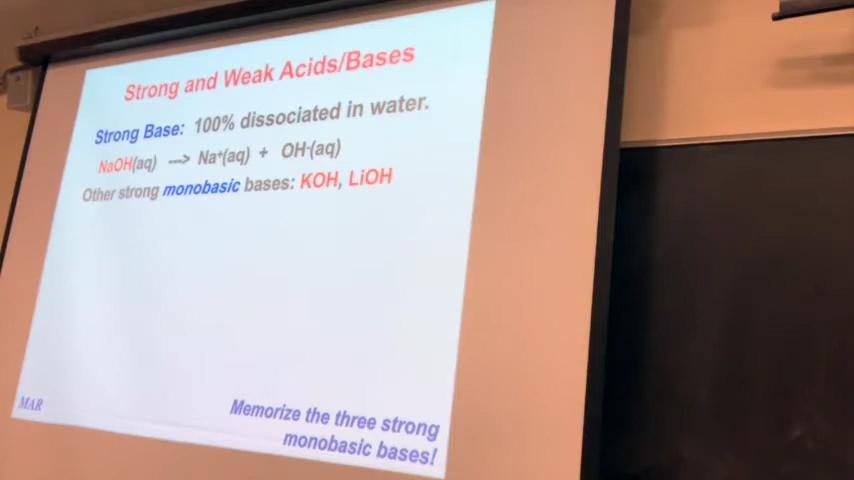 Strong and Weak Acids/Bases
Strong Base: 100% dissociated in water.
NaOH(aq) ---> Na⁺(aq) + OH⁻(aq)
Other strong monobasic bases: KOH, LiOH
MAR
Memorize the three strong
monobasic bases!